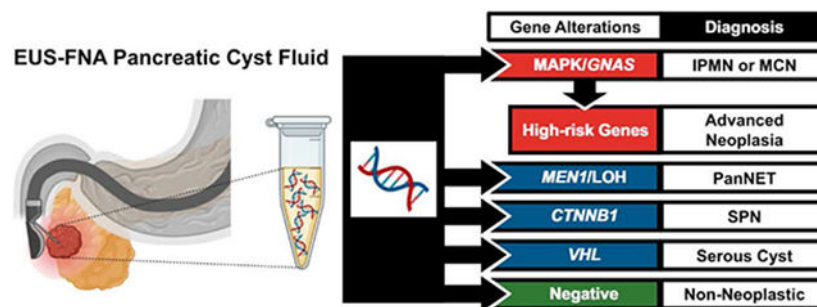 Gene Alterations Diagnosis
EUS-FNA Pancreatic Cyst Fluid
MAPK/GNAS IPMN or MCN
High-risk Genes Advanced
Neoplasia
MEN1/LOH PanNET
CTNNB1 SPN
VHL Serous Cyst
Negative Non-Neoplastic